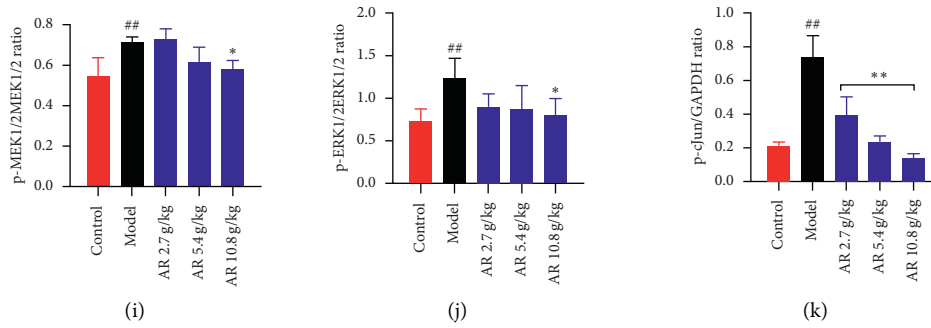 p-MEK1/2MEK1/2 ratio
0.8
0.6
0.4
0.2
0.0
##
*
Control
Model
AR 2.7 g/kg
AR 5.4 g/kg
AR 10.8 g/kg
(i)
p-ERK1/2ERK1/2 ratio
2.0
1.5
1.0
0.5
0.0
##
*
Control
Model
AR 2.7 g/kg
AR 5.4 g/kg
AR 10.8 g/kg
(j)
p-cJun/GAPDH ratio
1.0
0.8
0.6
0.4
0.2
0.0
##
**
Control
Model
AR 2.7 g/kg
AR 5.4 g/kg
AR 10.8 g/kg
(k)